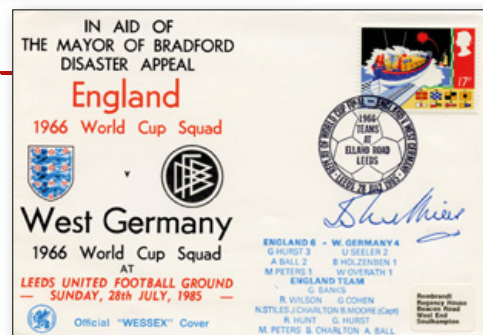 IN AID OF
THE MAYOR OF BRADFORD
DISASTER APPEAL
England
1966 World Cup Squad
v
West Germany
1966 World Cup Squad
AT
LEEDS UNITED FOOTBALL GROUND
— SUNDAY, 28th JULY, 1985 —
Official "WESSEX" Cover
17P
1966
TEAMS
AT
ELLAND ROAD
LEEDS
ENGLAND 6 - W. GERMANY 4
G HURST 3 U SEELER 2
A BALL 2 B HOLZENBEN 1
M PETERS 1 W OVERATH 1
ENGLAND TEAM
G. BANKS
R. WILSON G COHEN
N.STILES J.CHARLTON B.MOORE (Capt)
R. HUNT G. HURST
M. PETERS B. CHARLTON A. BALL
Rembrandt
Regency House
Beacon Road
West End
Southampton